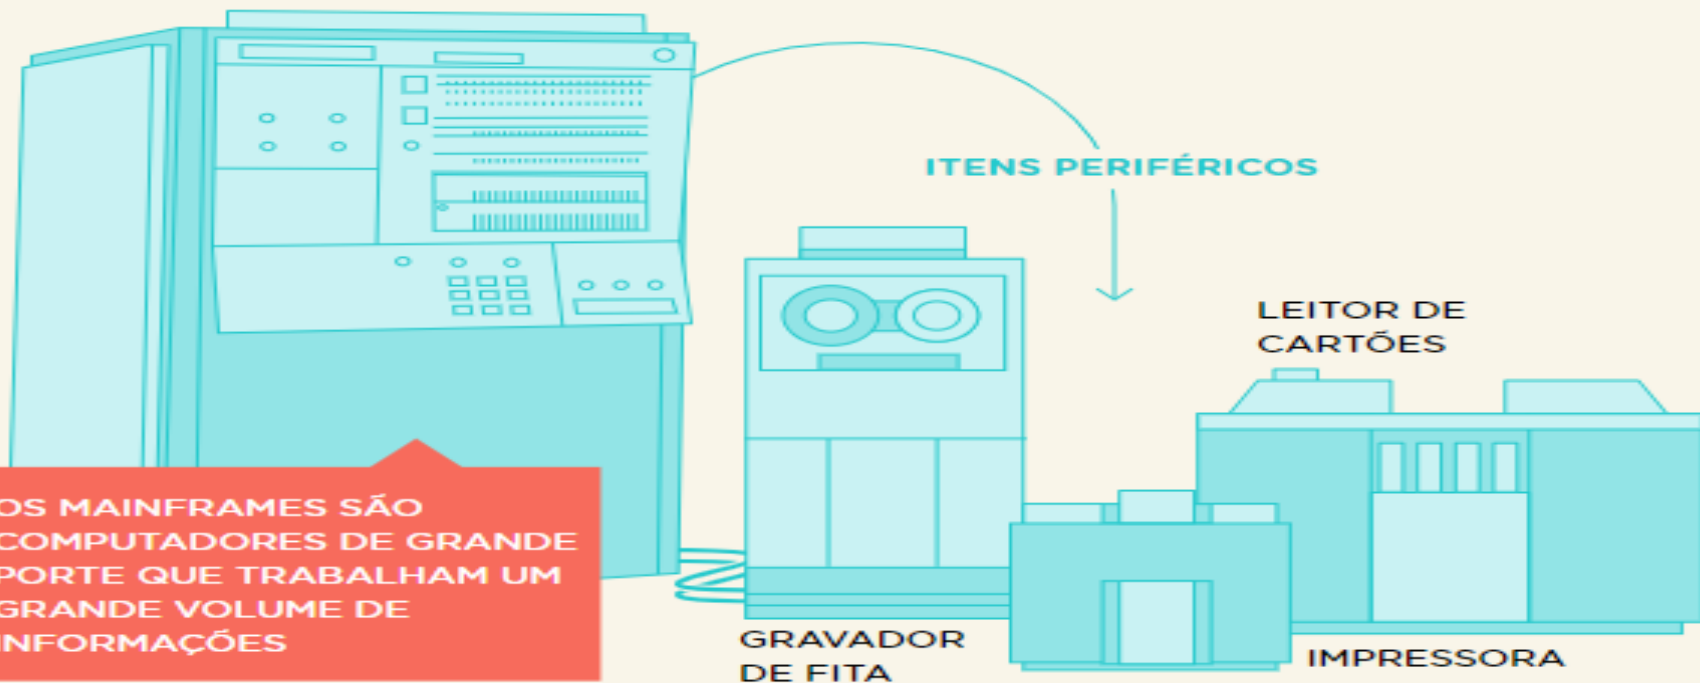 ITENS PERIFÉRICOS
LEITOR DE
CARTÕES
OS MAINFRAMES SÃO
COMPUTADORES DE GRANDE
PORTE QUE TRABALHAM UM
GRANDE VOLUME DE
INFORMAÇÕES
GRAVADOR
DE FITA
IMPRESSORA